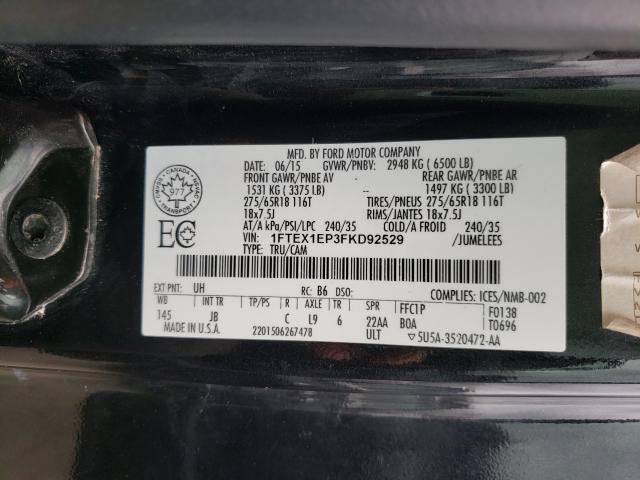 MFD. BY FORD MOTOR COMPANY
DATE: 06/15 GVWR/PNBV: 2948 KG ( 6500 LB)
FRONT GAWR/PNBE AV REAR GAWR/PNBE AR
1531 KG ( 3375 LB) -- 1497 KG ( 3300 LB)
275/65R18 116T TIRES/PNEUS 275/65R18 116T
18x7.5J RIMS/JANTES 18x7.5J
AT/A kPa/PSI/LPC 240/35 COLD/A FROID 240/35
VIN: 1FTEX1EP3FKD92529 /JUMELEES
TYPE: TRU/CAM
CANADA
977
TRANSPORT
EC
EXT PNT: UH RC: B6 DSO: COMPLIES: ICES/NMB-002
WB INT TR TP/PS R AXLE TR SPR FFC1P F0138
145 JB C L9 6 22AA BOA T0696
MADE IN U.S.A. 2201506267478 ULT 5U5A-3520472-AA